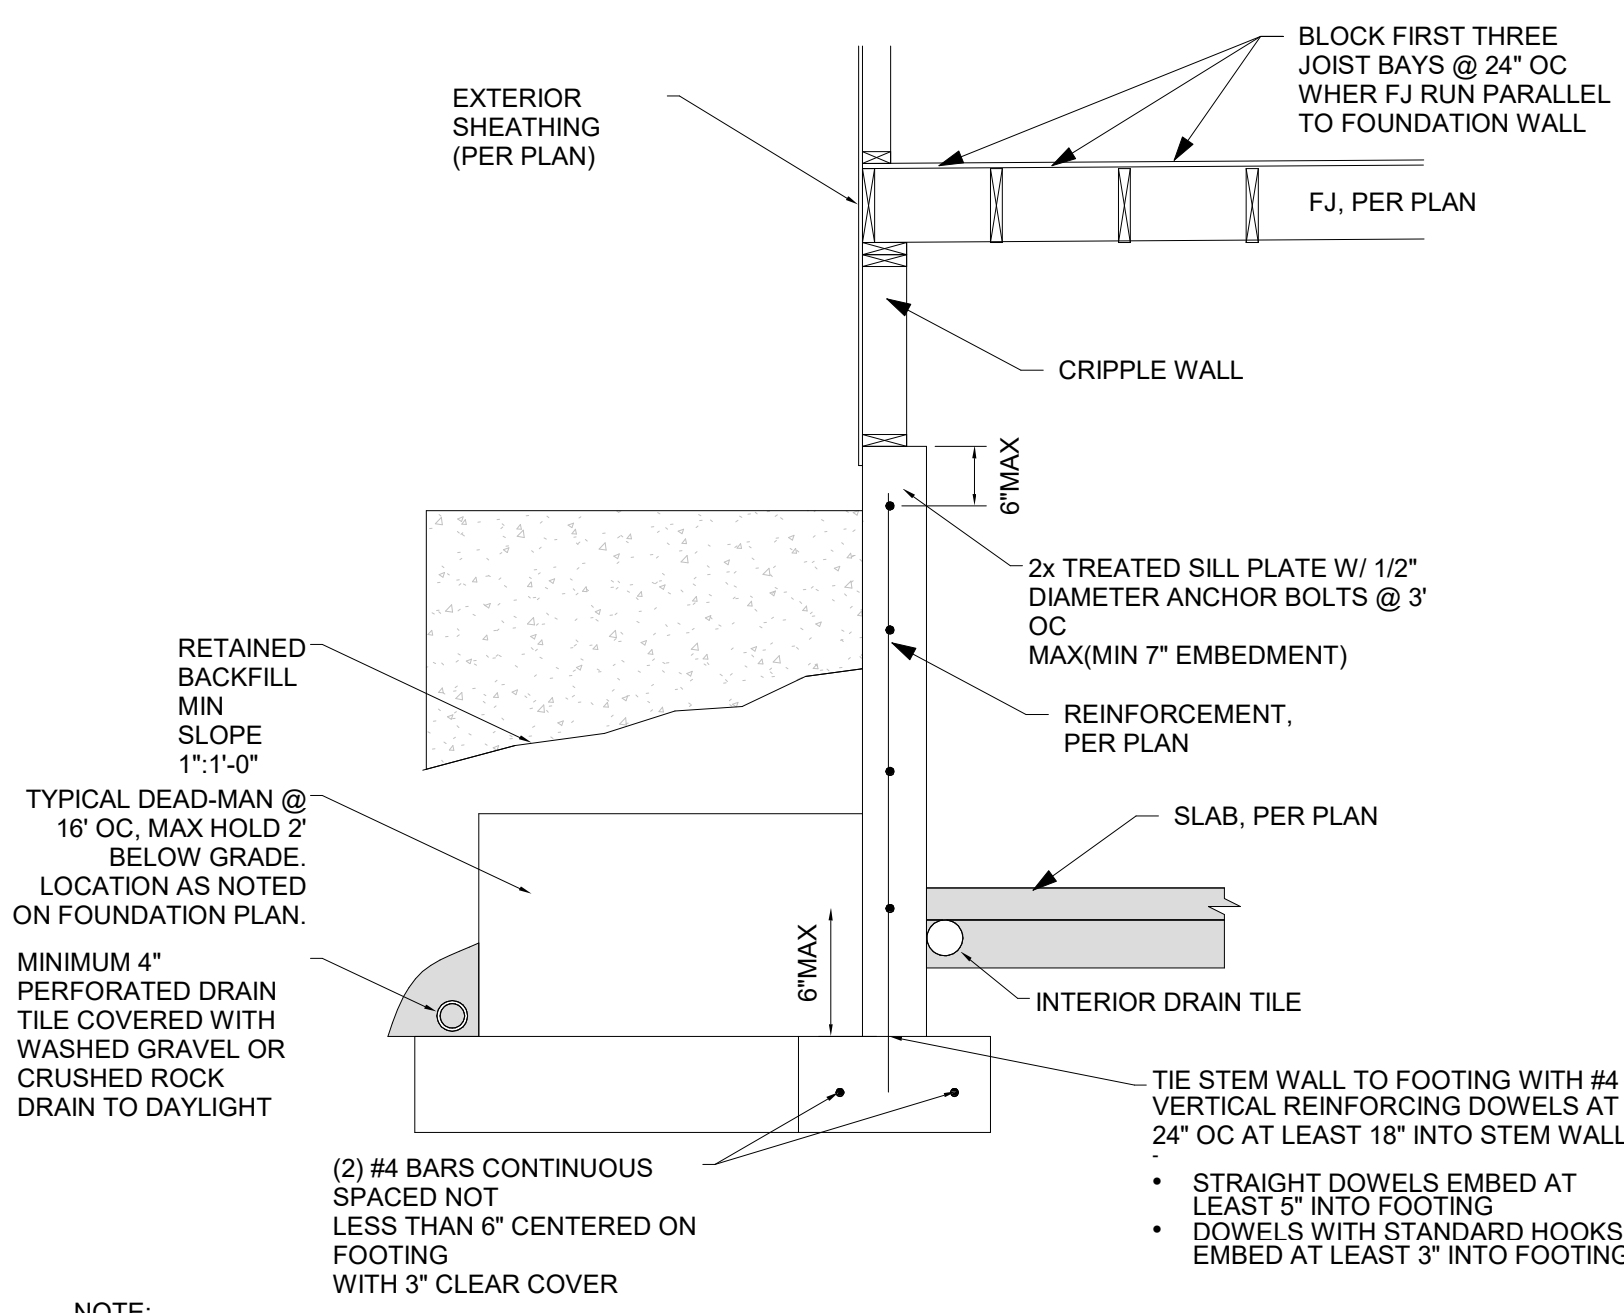 BLOCK FIRST THREE
JOIST BAYS @ 24" OC
WHER FJ RUN PARALLEL
TO FOUNDATION WALL
EXTERIOR
SHEATHING
(PER PLAN)
FJ, PER PLAN
CRIPPLE WALL
6"MAX
2x TREATED SILL PLATE W/ 1/2"
DIAMETER ANCHOR BOLTS @ 3'
OC
MAX(MIN 7" EMBEDMENT)
RETAINED
BACKFILL
MIN
SLOPE
1":1'-0"
REINFORCEMENT,
PER PLAN
TYPICAL DEAD-MAN @
16' OC, MAX HOLD 2'
BELOW GRADE.
LOCATION AS NOTED
ON FOUNDATION PLAN.
SLAB, PER PLAN
6"MAX
MINIMUM 4"
PERFORATED DRAIN
TILE COVERED WITH
WASHED GRAVEL OR
CRUSHED ROCK
DRAIN TO DAYLIGHT
INTERIOR DRAIN TILE
TIE STEM WALL TO FOOTING WITH #4
VERTICAL REINFORCING DOWELS AT
24" OC AT LEAST 18" INTO STEM WALL
-
• STRAIGHT DOWELS EMBED AT
LEAST 5" INTO FOOTING
• DOWELS WITH STANDARD HOOKS
EMBED AT LEAST 3" INTO FOOTING
(2) #4 BARS CONTINUOUS
SPACED NOT
LESS THAN 6" CENTERED ON
FOOTING
WITH 3" CLEAR COVER
NOTE: